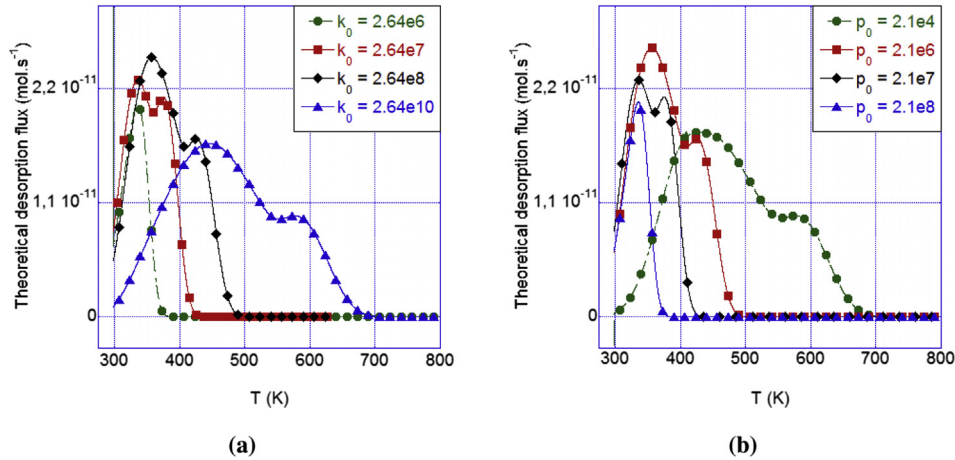 k₀ = 2.64e6
k₀ = 2.64e7
k₀ = 2.64e8
k₀ = 2.64e10
Theoretical desorption flux (mol.s⁻¹)
2,2 10⁻¹¹
1,1 10⁻¹¹
0
300 400 500 600 700 800
T (K)
(a)
p₀ = 2.1e4
p₀ = 2.1e6
p₀ = 2.1e7
p₀ = 2.1e8
Theoretical desorption flux (mol.s⁻¹)
2,2 10⁻¹¹
1,1 10⁻¹¹
0
300 400 500 600 700 800
T (K)
(b)